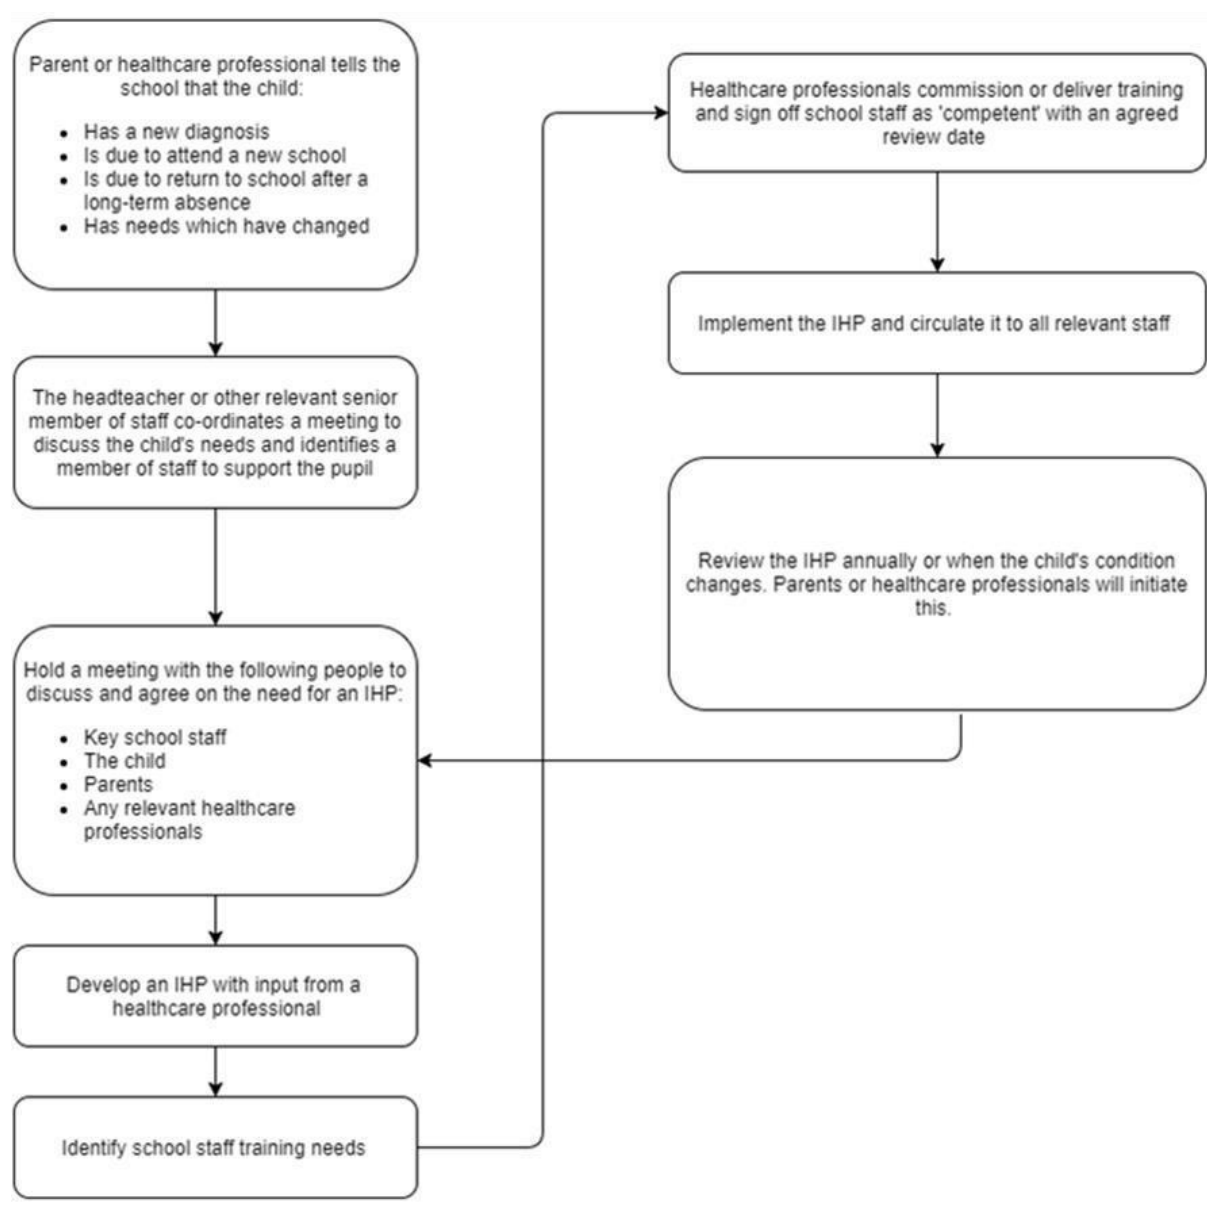 Parent or healthcare professional tells the
school that the child:
• Has a new diagnosis
• Is due to attend a new school
• Is due to return to school after a
long-term absence
• Has needs which have changed
The headteacher or other relevant senior
member of staff co-ordinates a meeting to
discuss the child's needs and identifies a
member of staff to support the pupil
Hold a meeting with the following people to
discuss and agree on the need for an IHP:
• Key school staff
• The child
• Parents
• Any relevant healthcare
professionals
Develop an IHP with input from a
healthcare professional
Identify school staff training needs
Healthcare professionals commission or deliver training
and sign off school staff as 'competent' with an agreed
review date
Implement the IHP and circulate it to all relevant staff
Review the IHP annually or when the child's condition
changes. Parents or healthcare professionals will initiate
this.